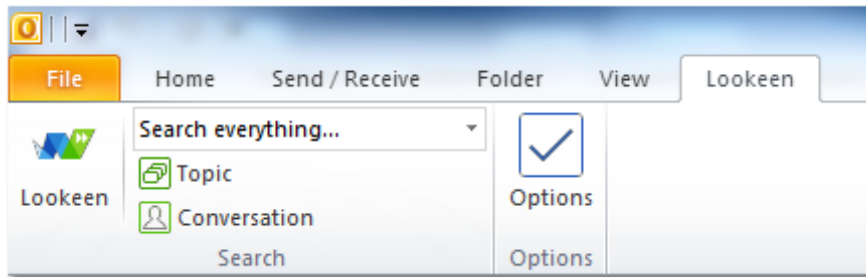 File Home Send / Receive Folder View Lookeen
Search everything...
Topic
Lookeen Options
Conversation
Search Options